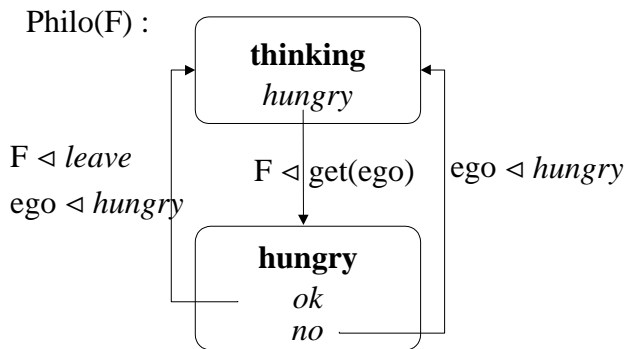 Philo(F) :
thinking
hungry
F ◁ leave
ego ◁ hungry
F ◁ get(ego)
ego ◁ hungry
hungry
ok
no